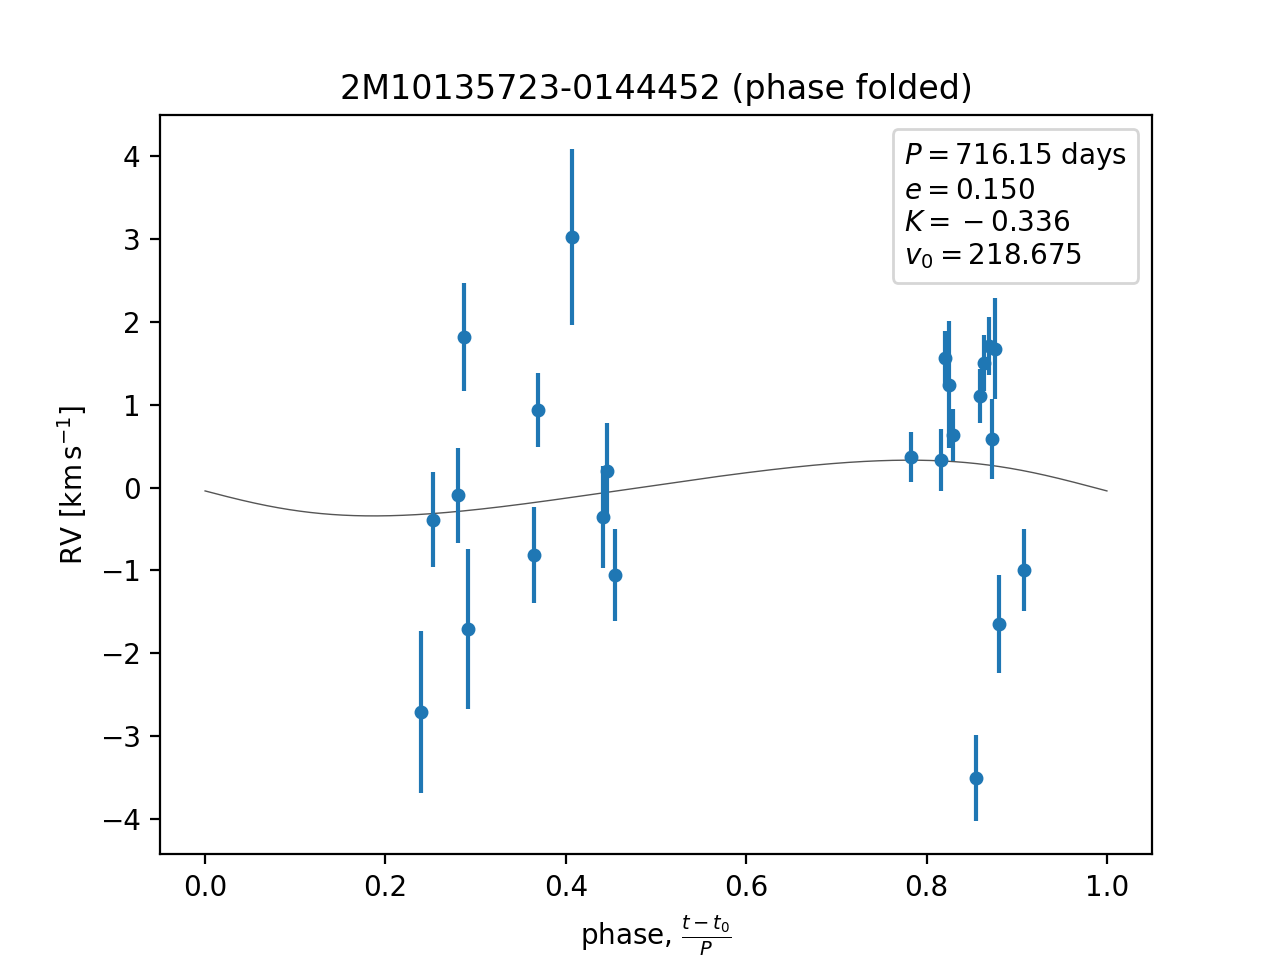 2M10135723-0144452 (phase folded)
P = 716.15 days
e = 0.150
K = −0.336
v₀ = 218.675
4
3
2
1
0
−1
−2
−3
−4
RV [km s⁻¹]
0.0 0.2 0.4 0.6 0.8 1.0
phase, (t − t₀)/P